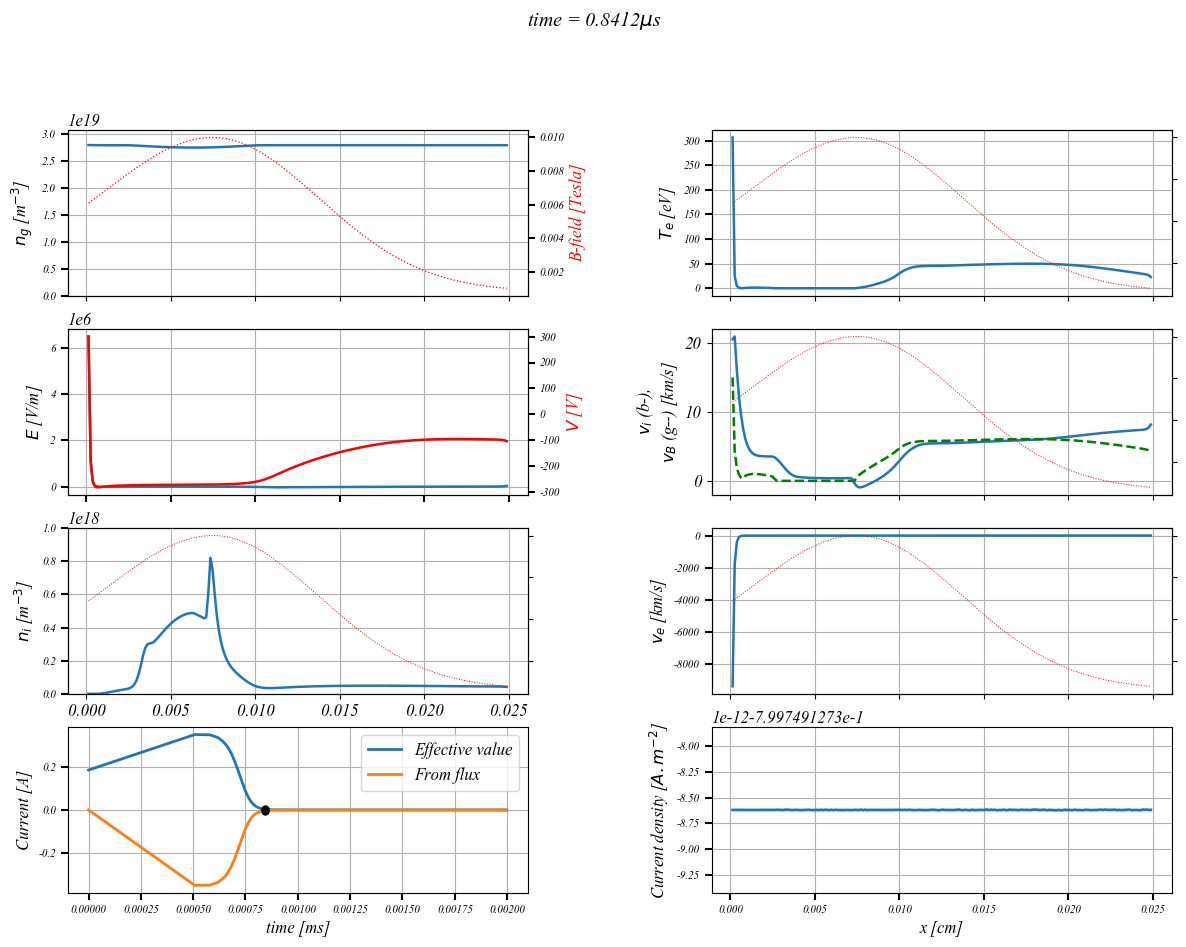 time = 0.8412μs
1e19
3.0
2.5
2.0
1.5
1.0
0.5
0.0
n_g [m⁻³]
0.010
0.008
0.006
0.004
0.002
B-field [Tesla]
300
250
200
150
100
50
0
T_e [eV]
1e6
6
4
2
0
E [V/m]
300
200
100
0
-100
-200
-300
V [V]
20
10
0
v_i (b-),
v_B (g--) [km/s]
1e18
1.0
0.8
0.6
0.4
0.2
0.0
n_i [m⁻³]
0.000 0.005 0.010 0.015 0.020 0.025
0
-2000
-4000
-6000
-8000
v_e [km/s]
0.2
0.0
-0.2
Current [A]
Effective value
From flux
0.00000 0.00025 0.00050 0.00075 0.00100 0.00125 0.00150 0.00175 0.00200
time [ms]
1e-12-7.997491273e-1
-8.00
-8.25
-8.50
-8.75
-9.00
-9.25
Current density [A.m⁻²]
0.000 0.005 0.010 0.015 0.020 0.025
x [cm]